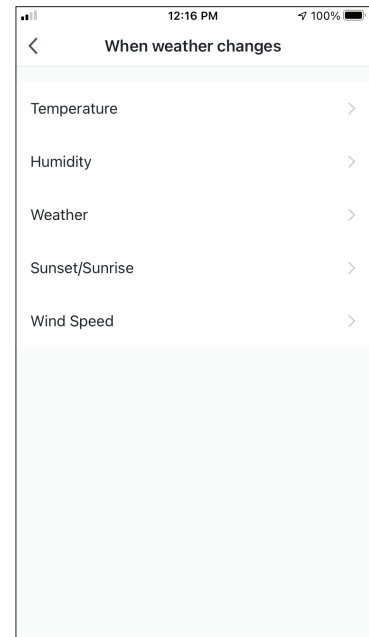 12:16 PM 100%
When weather changes
Temperature
Humidity
Weather
Sunset/Sunrise
Wind Speed